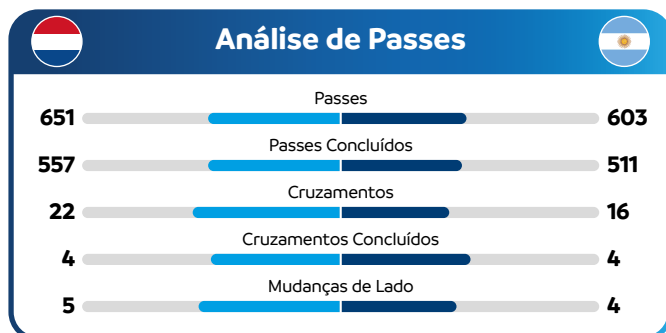 Análise de Passes
Passes
651 603
Passes Concluídos
557 511
Cruzamentos
22 16
Cruzamentos Concluídos
4 4
Mudanças de Lado
5 4